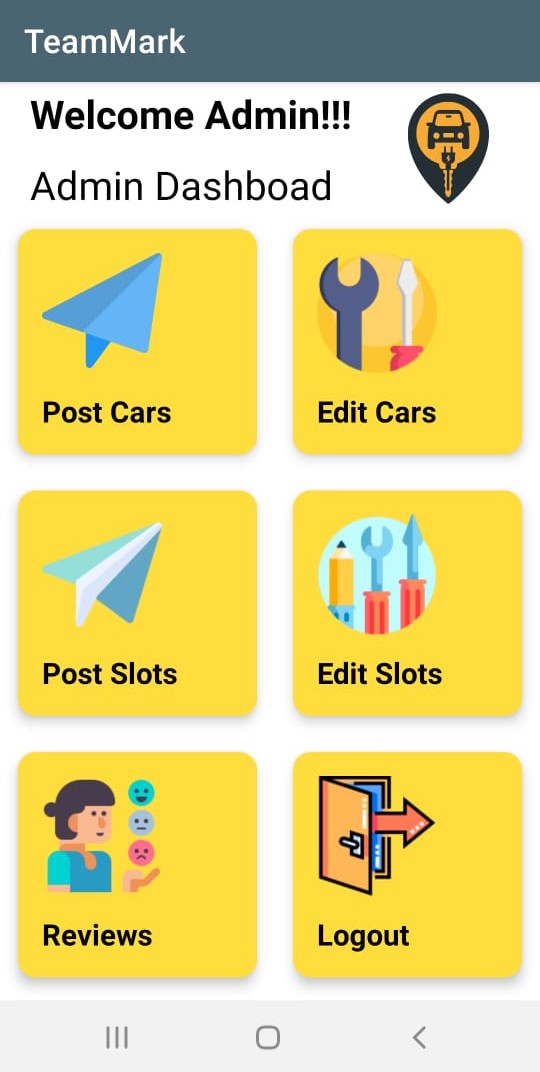 TeamMark
Welcome Admin!!!
Admin Dashboad
Post Cars
Edit Cars
Post Slots
Edit Slots
Reviews
Logout